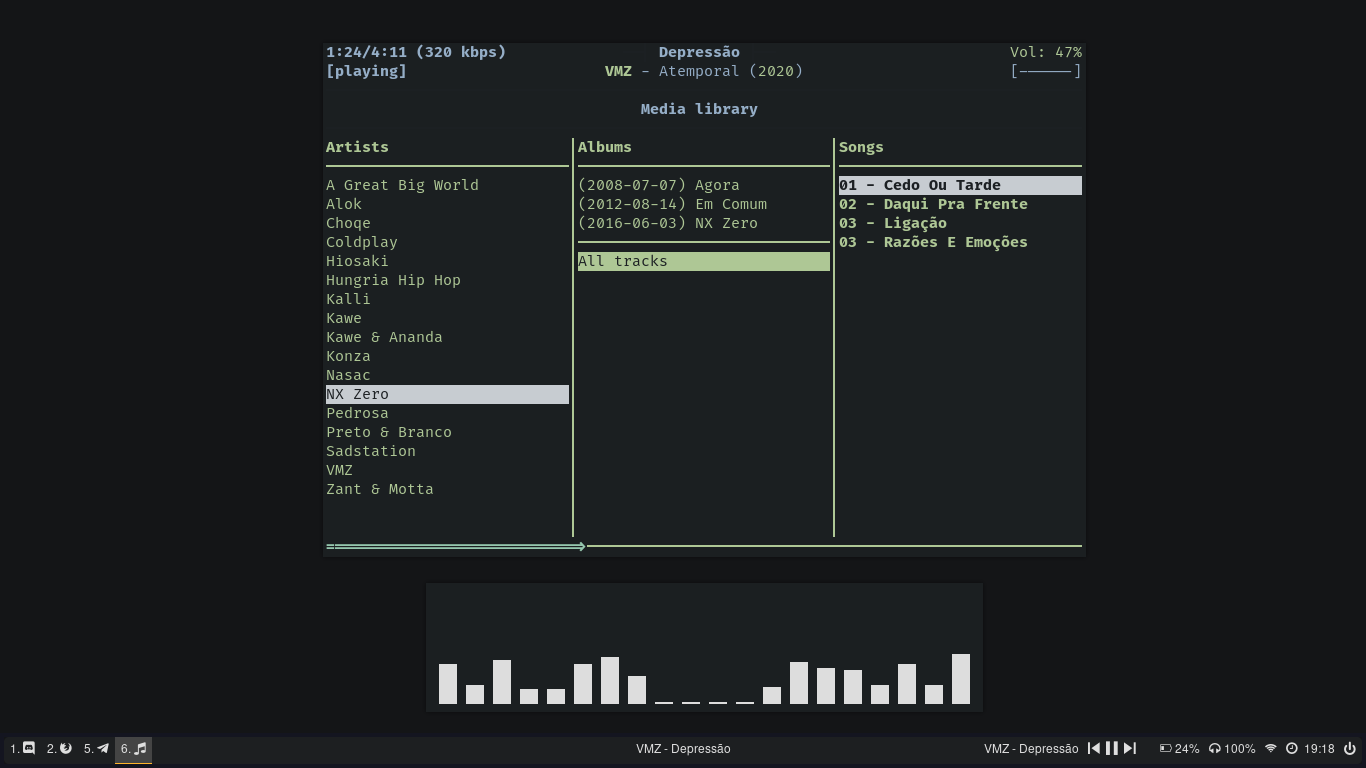 1:24/4:11 (320 kbps) Depressão Vol: 47%
[playing] VMZ - Atemporal (2020) [──────]
Media library
Artists
A Great Big World
Alok
Choqe
Coldplay
Hiosaki
Hungria Hip Hop
Kalli
Kawe
Kawe & Ananda
Konza
Nasac
NX Zero
Pedrosa
Preto & Branco
Sadstation
VMZ
Zant & Motta
Albums
(2008-07-07) Agora
(2012-08-14) Em Comum
(2016-06-03) NX Zero
All tracks
Songs
01 - Cedo Ou Tarde
02 - Daqui Pra Frente
03 - Ligação
03 - Razões E Emoções
1. 2. 5. 6. VMZ - Depressão VMZ - Depressão 24% 100% 19:18